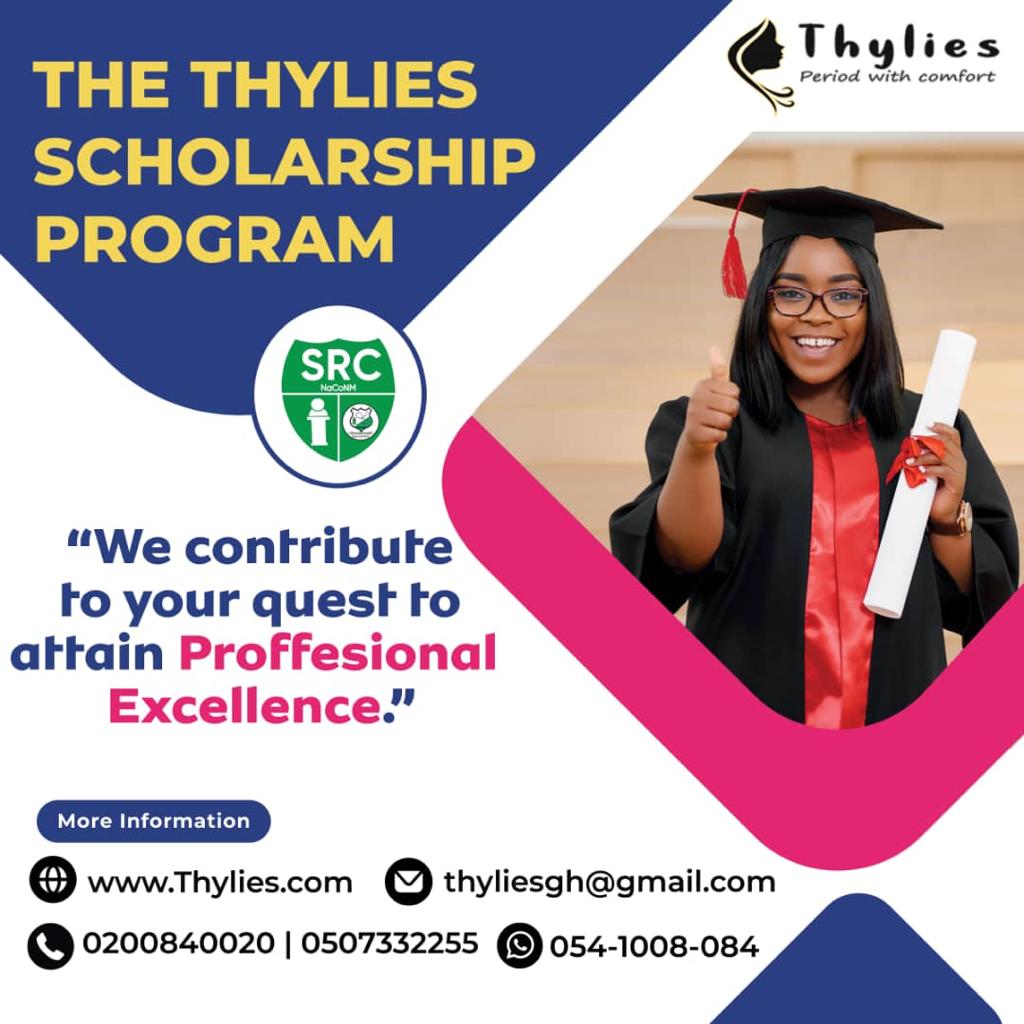 Thylies
Period with comfort
THE THYLIES
SCHOLARSHIP
PROGRAM
SRC
NaCoNM
“We contribute
to your quest to
attain Proffesional
Excellence.”
More Information
www.Thylies.com
thyliesgh@gmail.com
0200840020 | 0507332255
054-1008-084